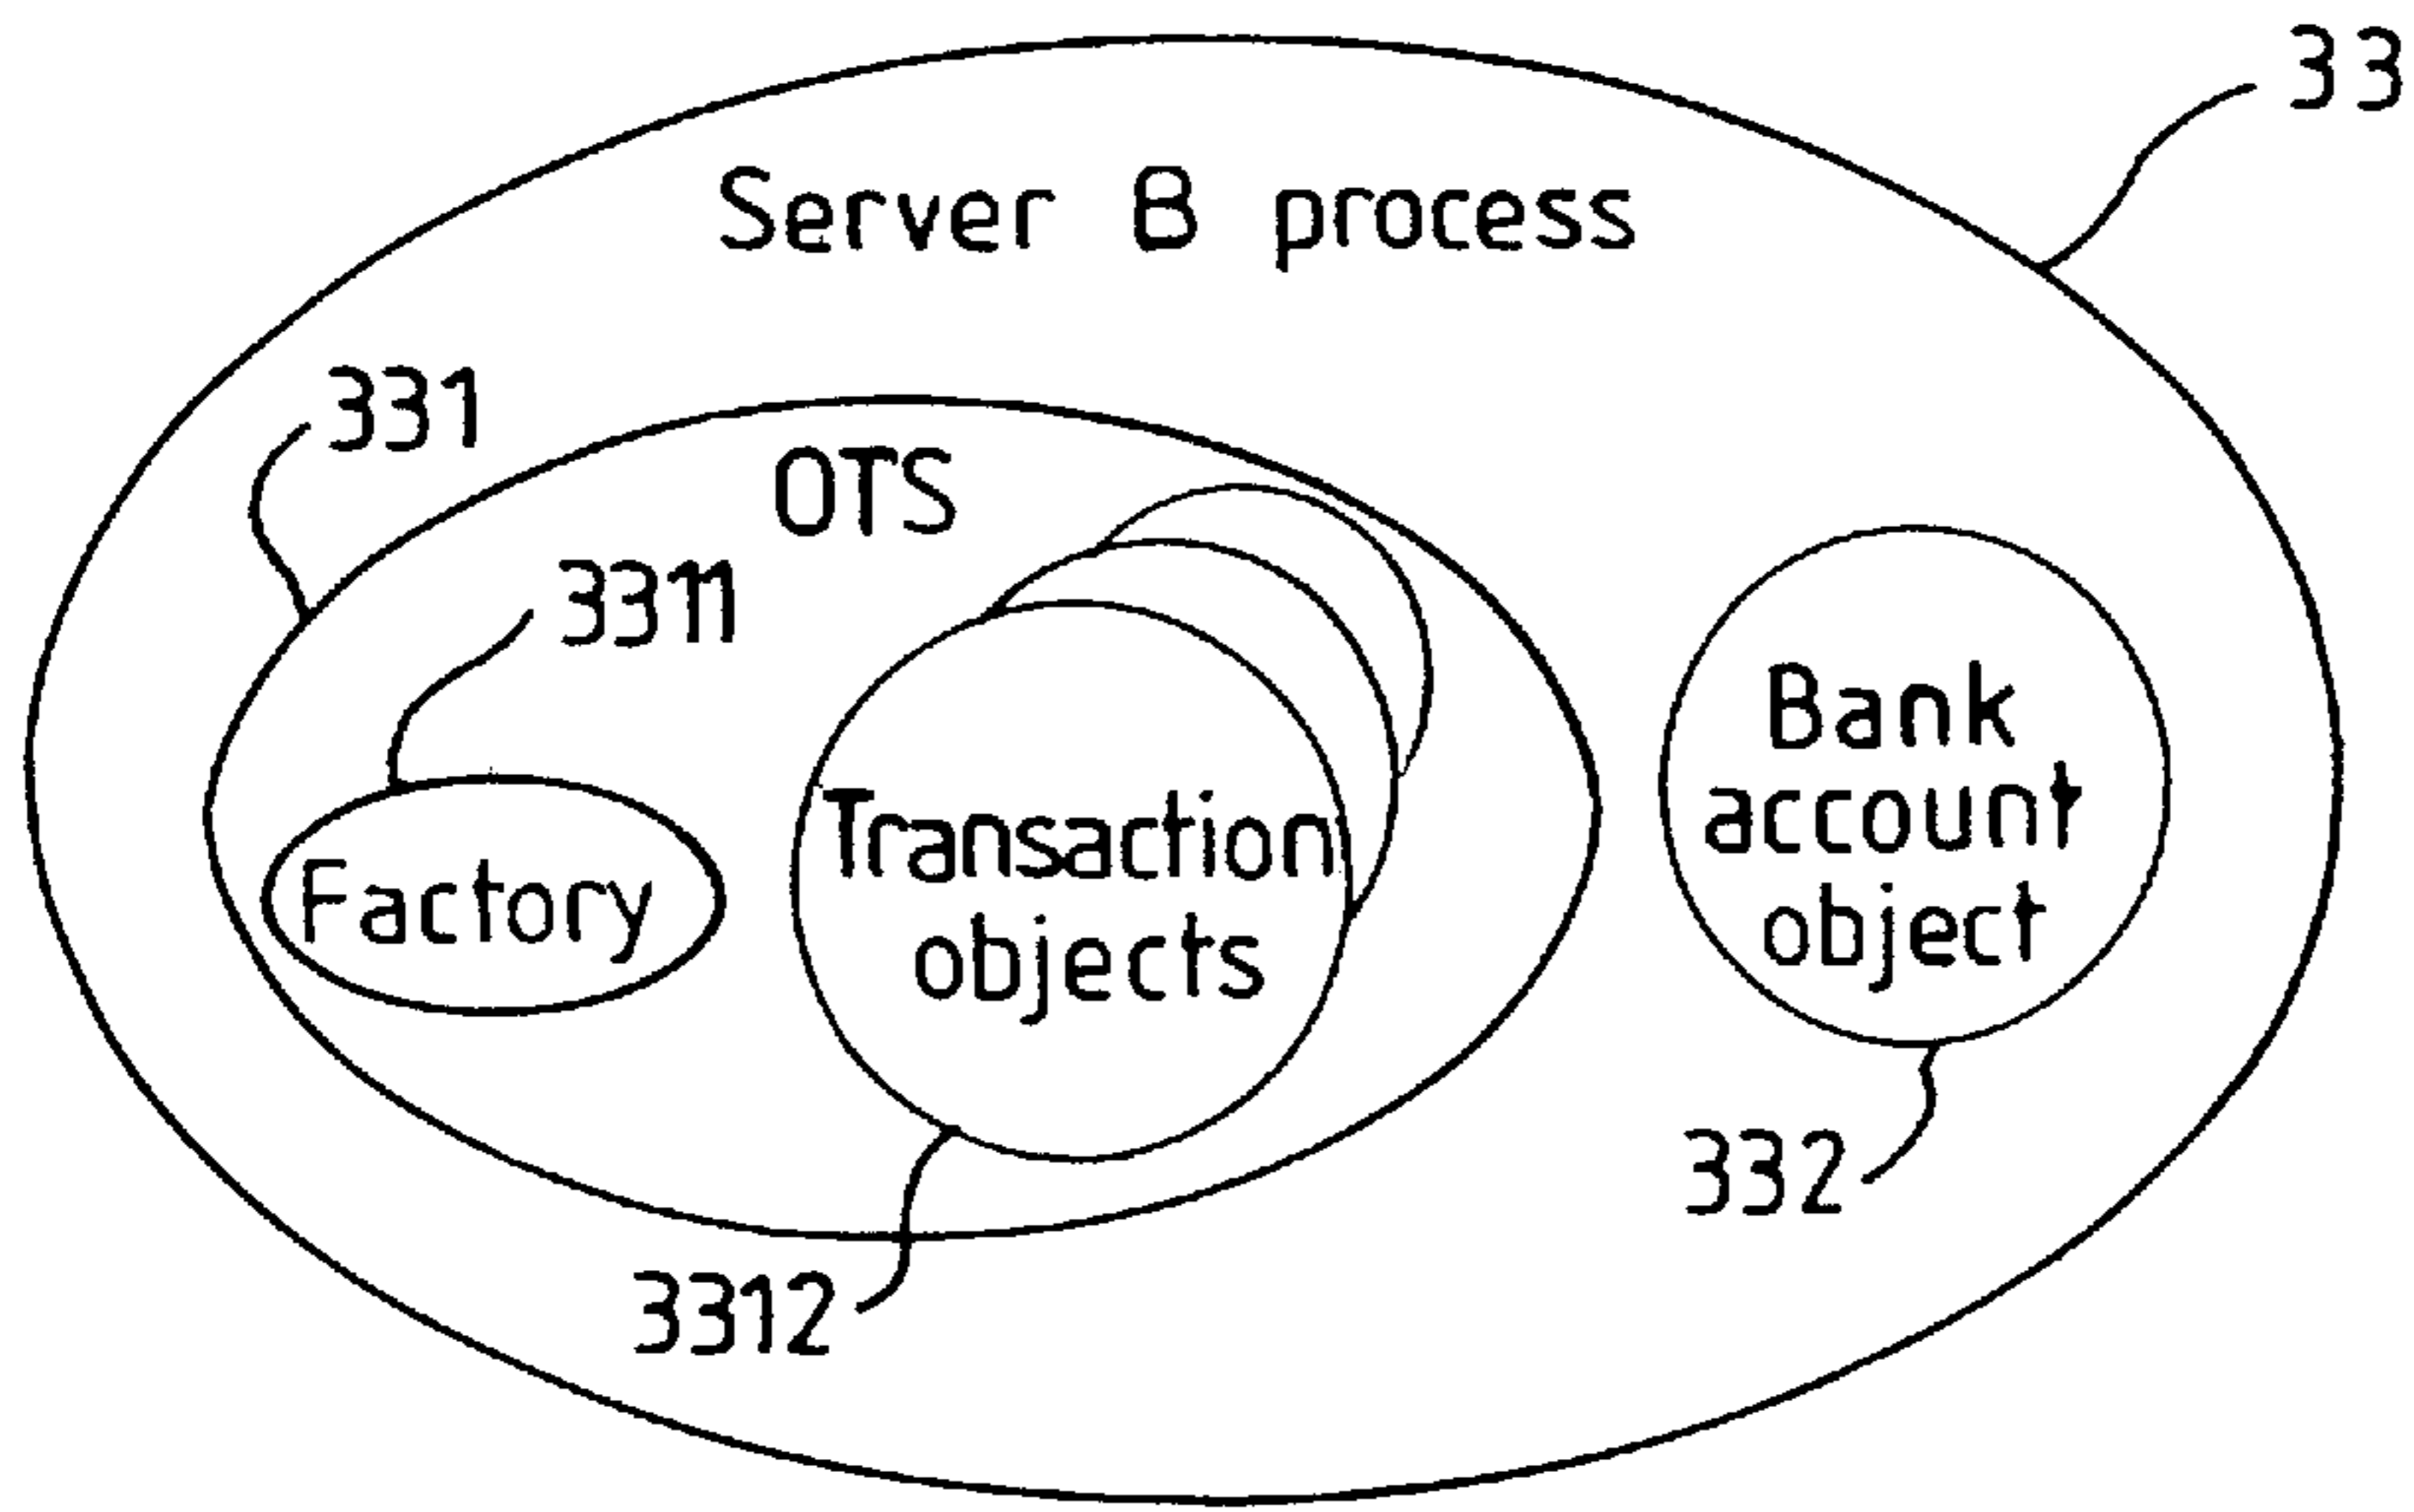 33
Server B process
331
OTS
3311
Bank
account
object
Transaction
objects
Factory
332
3312